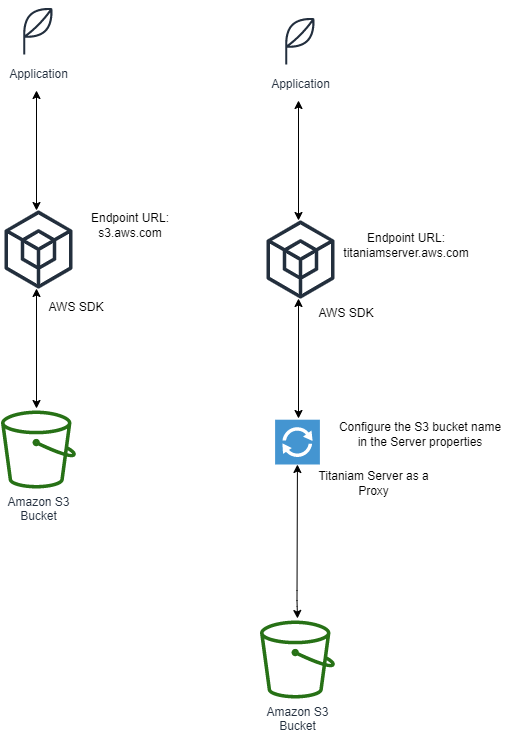 Application
Endpoint URL:
s3.aws.com
AWS SDK
Amazon S3
Bucket
Application
Endpoint URL:
titaniamserver.aws.com
AWS SDK
Configure the S3 bucket name
in the Server properties
Titaniam Server as a
Proxy
Amazon S3
Bucket